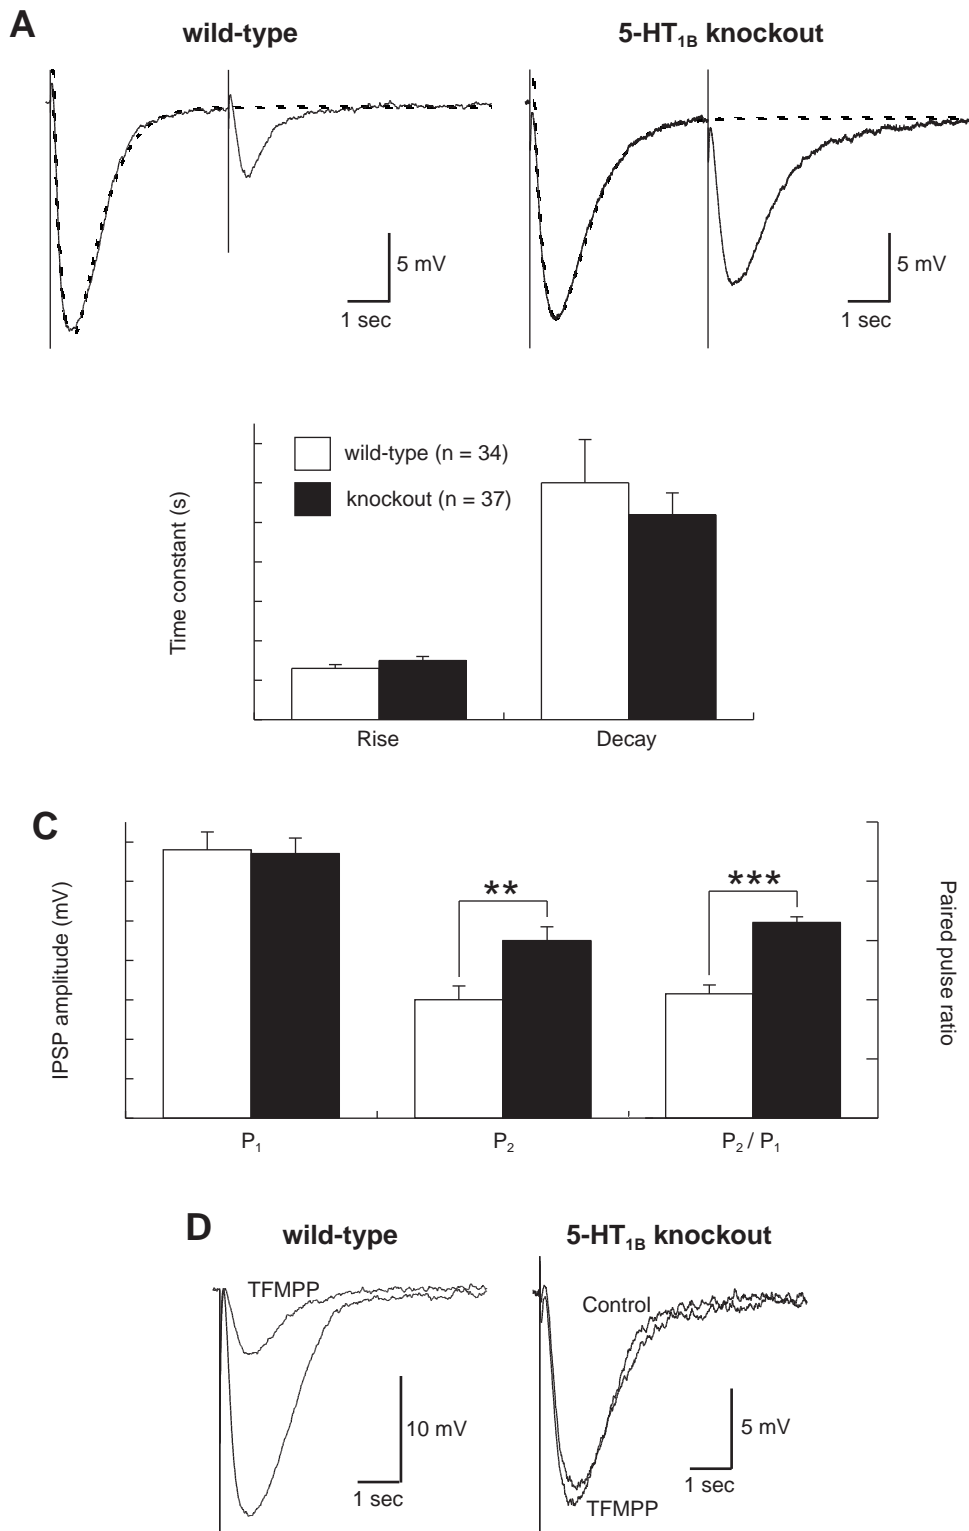 A
wild-type
5-HT1B knockout
5 mV
1 sec
5 mV
1 sec
Time constant (s)
wild-type (n = 34)
knockout (n = 37)
Rise
Decay
C
IPSP amplitude (mV)
**
***
Paired pulse ratio
P1
P2
P2 / P1
D
wild-type
5-HT1B knockout
TFMPP
10 mV
1 sec
Control
5 mV
1 sec
TFMPP